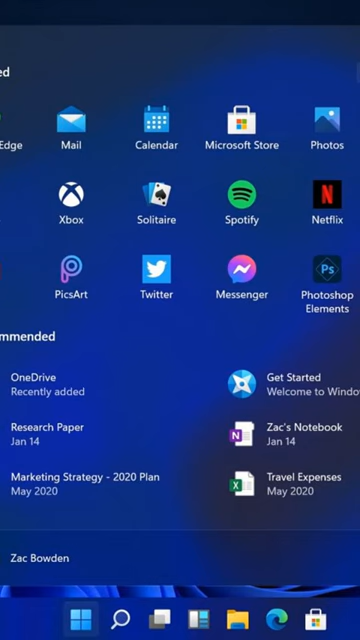 ed
Edge
Mail
Calendar
Microsoft Store
Photos
Xbox
Solitaire
Spotify
Netflix
PicsArt
Twitter
Messenger
Photoshop
Elements
Ps
mmended
OneDrive
Recently added
Get Started
Welcome to Windo
Research Paper
Jan 14
Zac's Notebook
Jan 14
Marketing Strategy - 2020 Plan
May 2020
Travel Expenses
May 2020
Zac Bowden